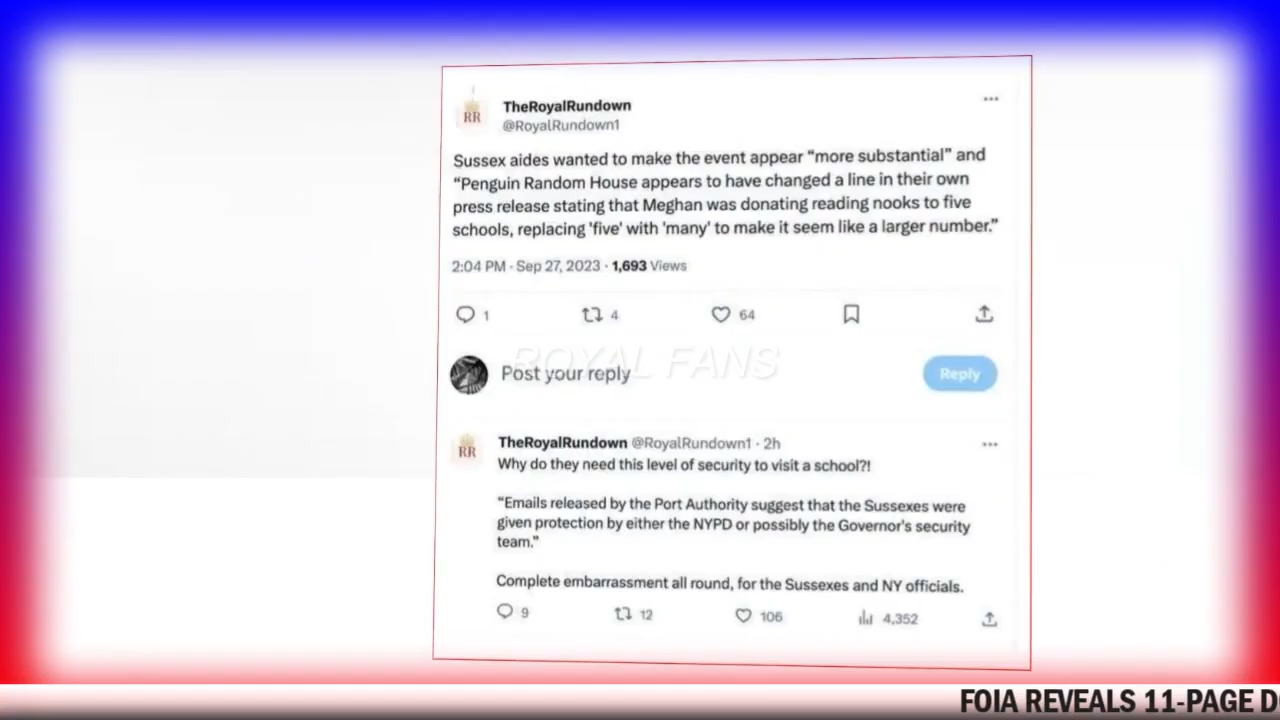 RR
TheRoyalRundown
@RoyalRundown1
Sussex aides wanted to make the event appear “more substantial” and
“Penguin Random House appears to have changed a line in their own
press release stating that Meghan was donating reading nooks to five
schools, replacing 'five' with 'many' to make it seem like a larger number.”
2:04 PM · Sep 27, 2023 · 1,693 Views
1 4 64
ROYAL FANS
Post your reply
Reply
RR
TheRoyalRundown @RoyalRundown1 · 2h
Why do they need this level of security to visit a school?!
“Emails released by the Port Authority suggest that the Sussexes were
given protection by either the NYPD or possibly the Governor's security
team.”
Complete embarrassment all round, for the Sussexes and NY officials.
9 12 106 4,352
FOIA REVEALS 11-PAGE